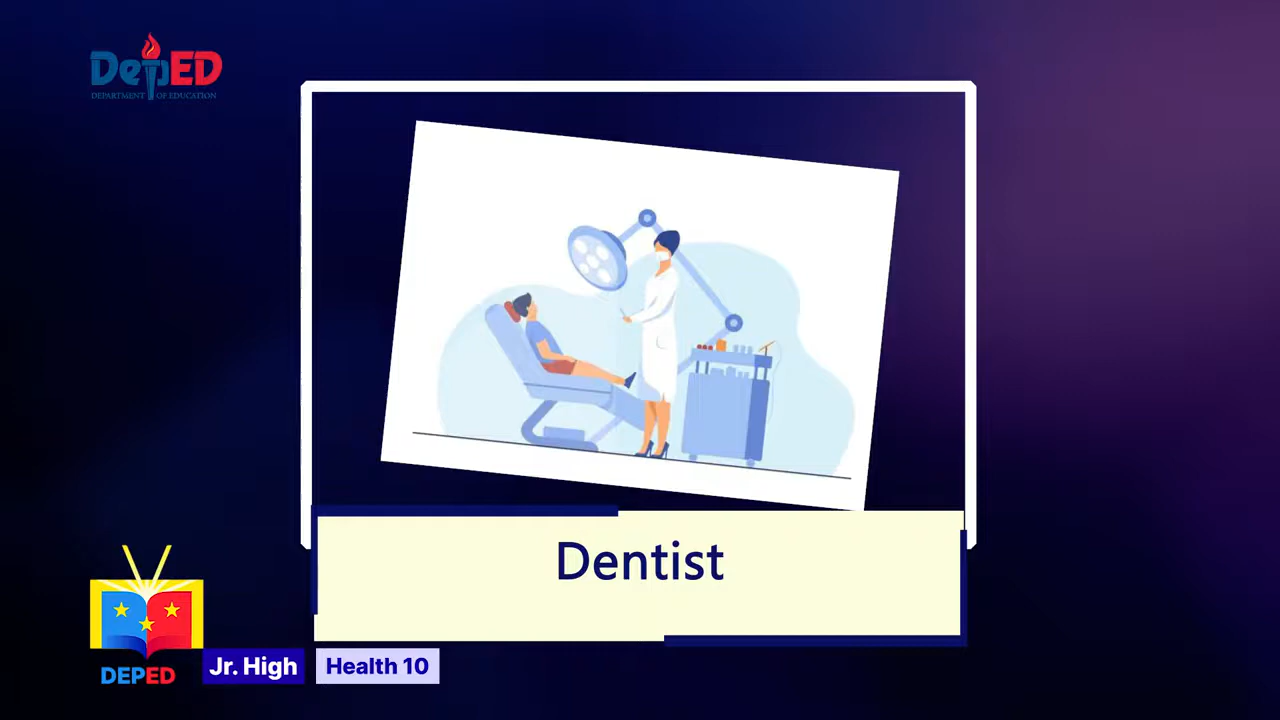 DepED
DEPARTMENT OF EDUCATION
Dentist
DEPED
Jr. High
Health 10